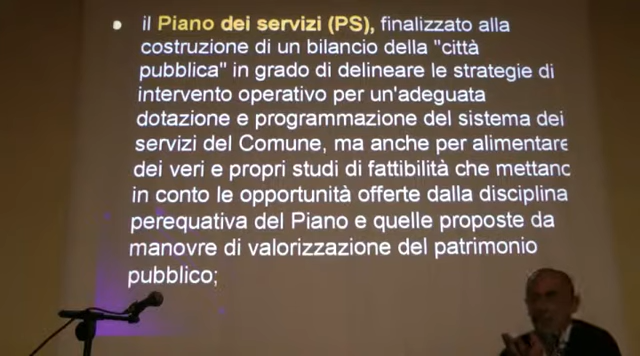 • il Piano dei servizi (PS), finalizzato alla
costruzione di un bilancio della "città
pubblica" in grado di delineare le strategie di
intervento operativo per un'adeguata
dotazione e programmazione del sistema dei
servizi del Comune, ma anche per alimentare
dei veri e propri studi di fattibilità che mettano
in conto le opportunità offerte dalla disciplina
perequativa del Piano e quelle proposte da
manovre di valorizzazione del patrimonio
pubblico;